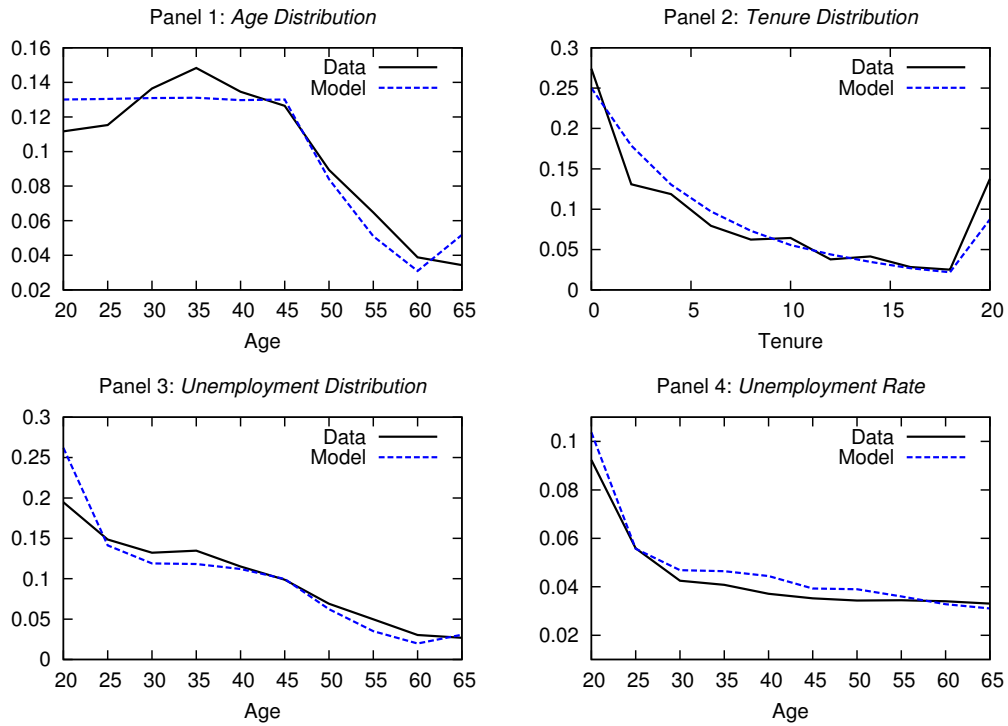 Panel 1: Age Distribution
0.16
0.14
0.12
0.1
0.08
0.06
0.04
0.02
20 25 30 35 40 45 50 55 60 65
Age
Data
Model
Panel 2: Tenure Distribution
0.3
0.25
0.2
0.15
0.1
0.05
0
0 5 10 15 20
Tenure
Data
Model
Panel 3: Unemployment Distribution
0.3
0.25
0.2
0.15
0.1
0.05
0
20 25 30 35 40 45 50 55 60 65
Age
Data
Model
Panel 4: Unemployment Rate
0.1
0.08
0.06
0.04
0.02
20 25 30 35 40 45 50 55 60 65
Age
Data
Model